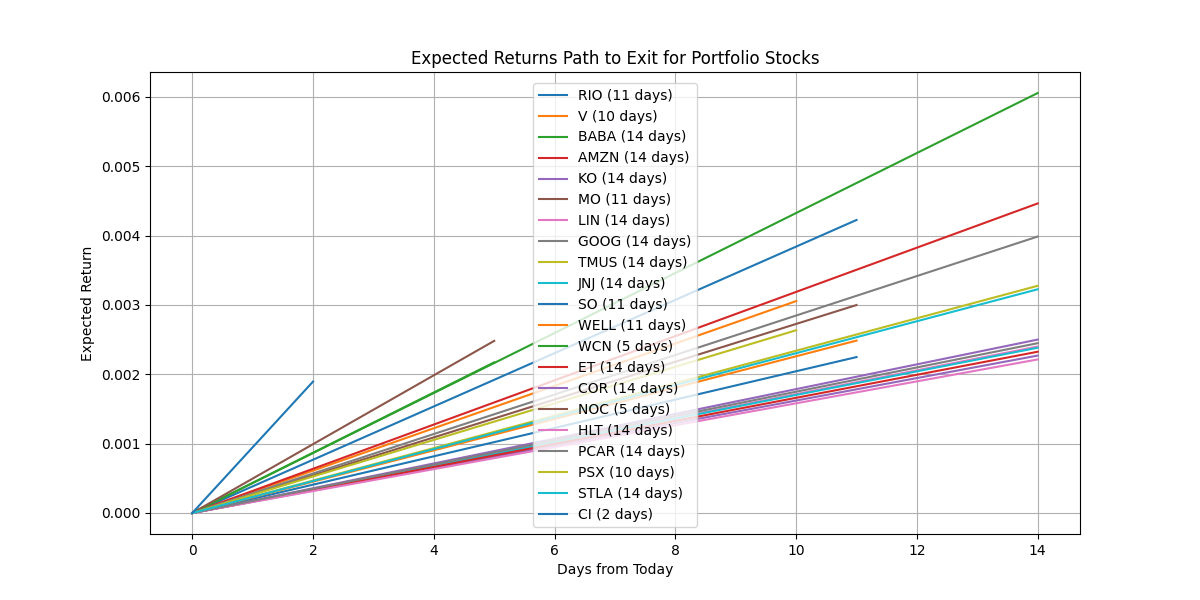 Expected Returns Path to Exit for Portfolio Stocks
Expected Return
0.006
0.005
0.004
0.003
0.002
0.001
0.000
RIO (11 days)
V (10 days)
BABA (14 days)
AMZN (14 days)
KO (14 days)
MO (11 days)
LIN (14 days)
GOOG (14 days)
TMUS (14 days)
JNJ (14 days)
SO (11 days)
WELL (11 days)
WCN (5 days)
ET (14 days)
COR (14 days)
NOC (5 days)
HLT (14 days)
PCAR (14 days)
PSX (10 days)
STLA (14 days)
CI (2 days)
0 2 4 6 8 10 12 14
Days from Today